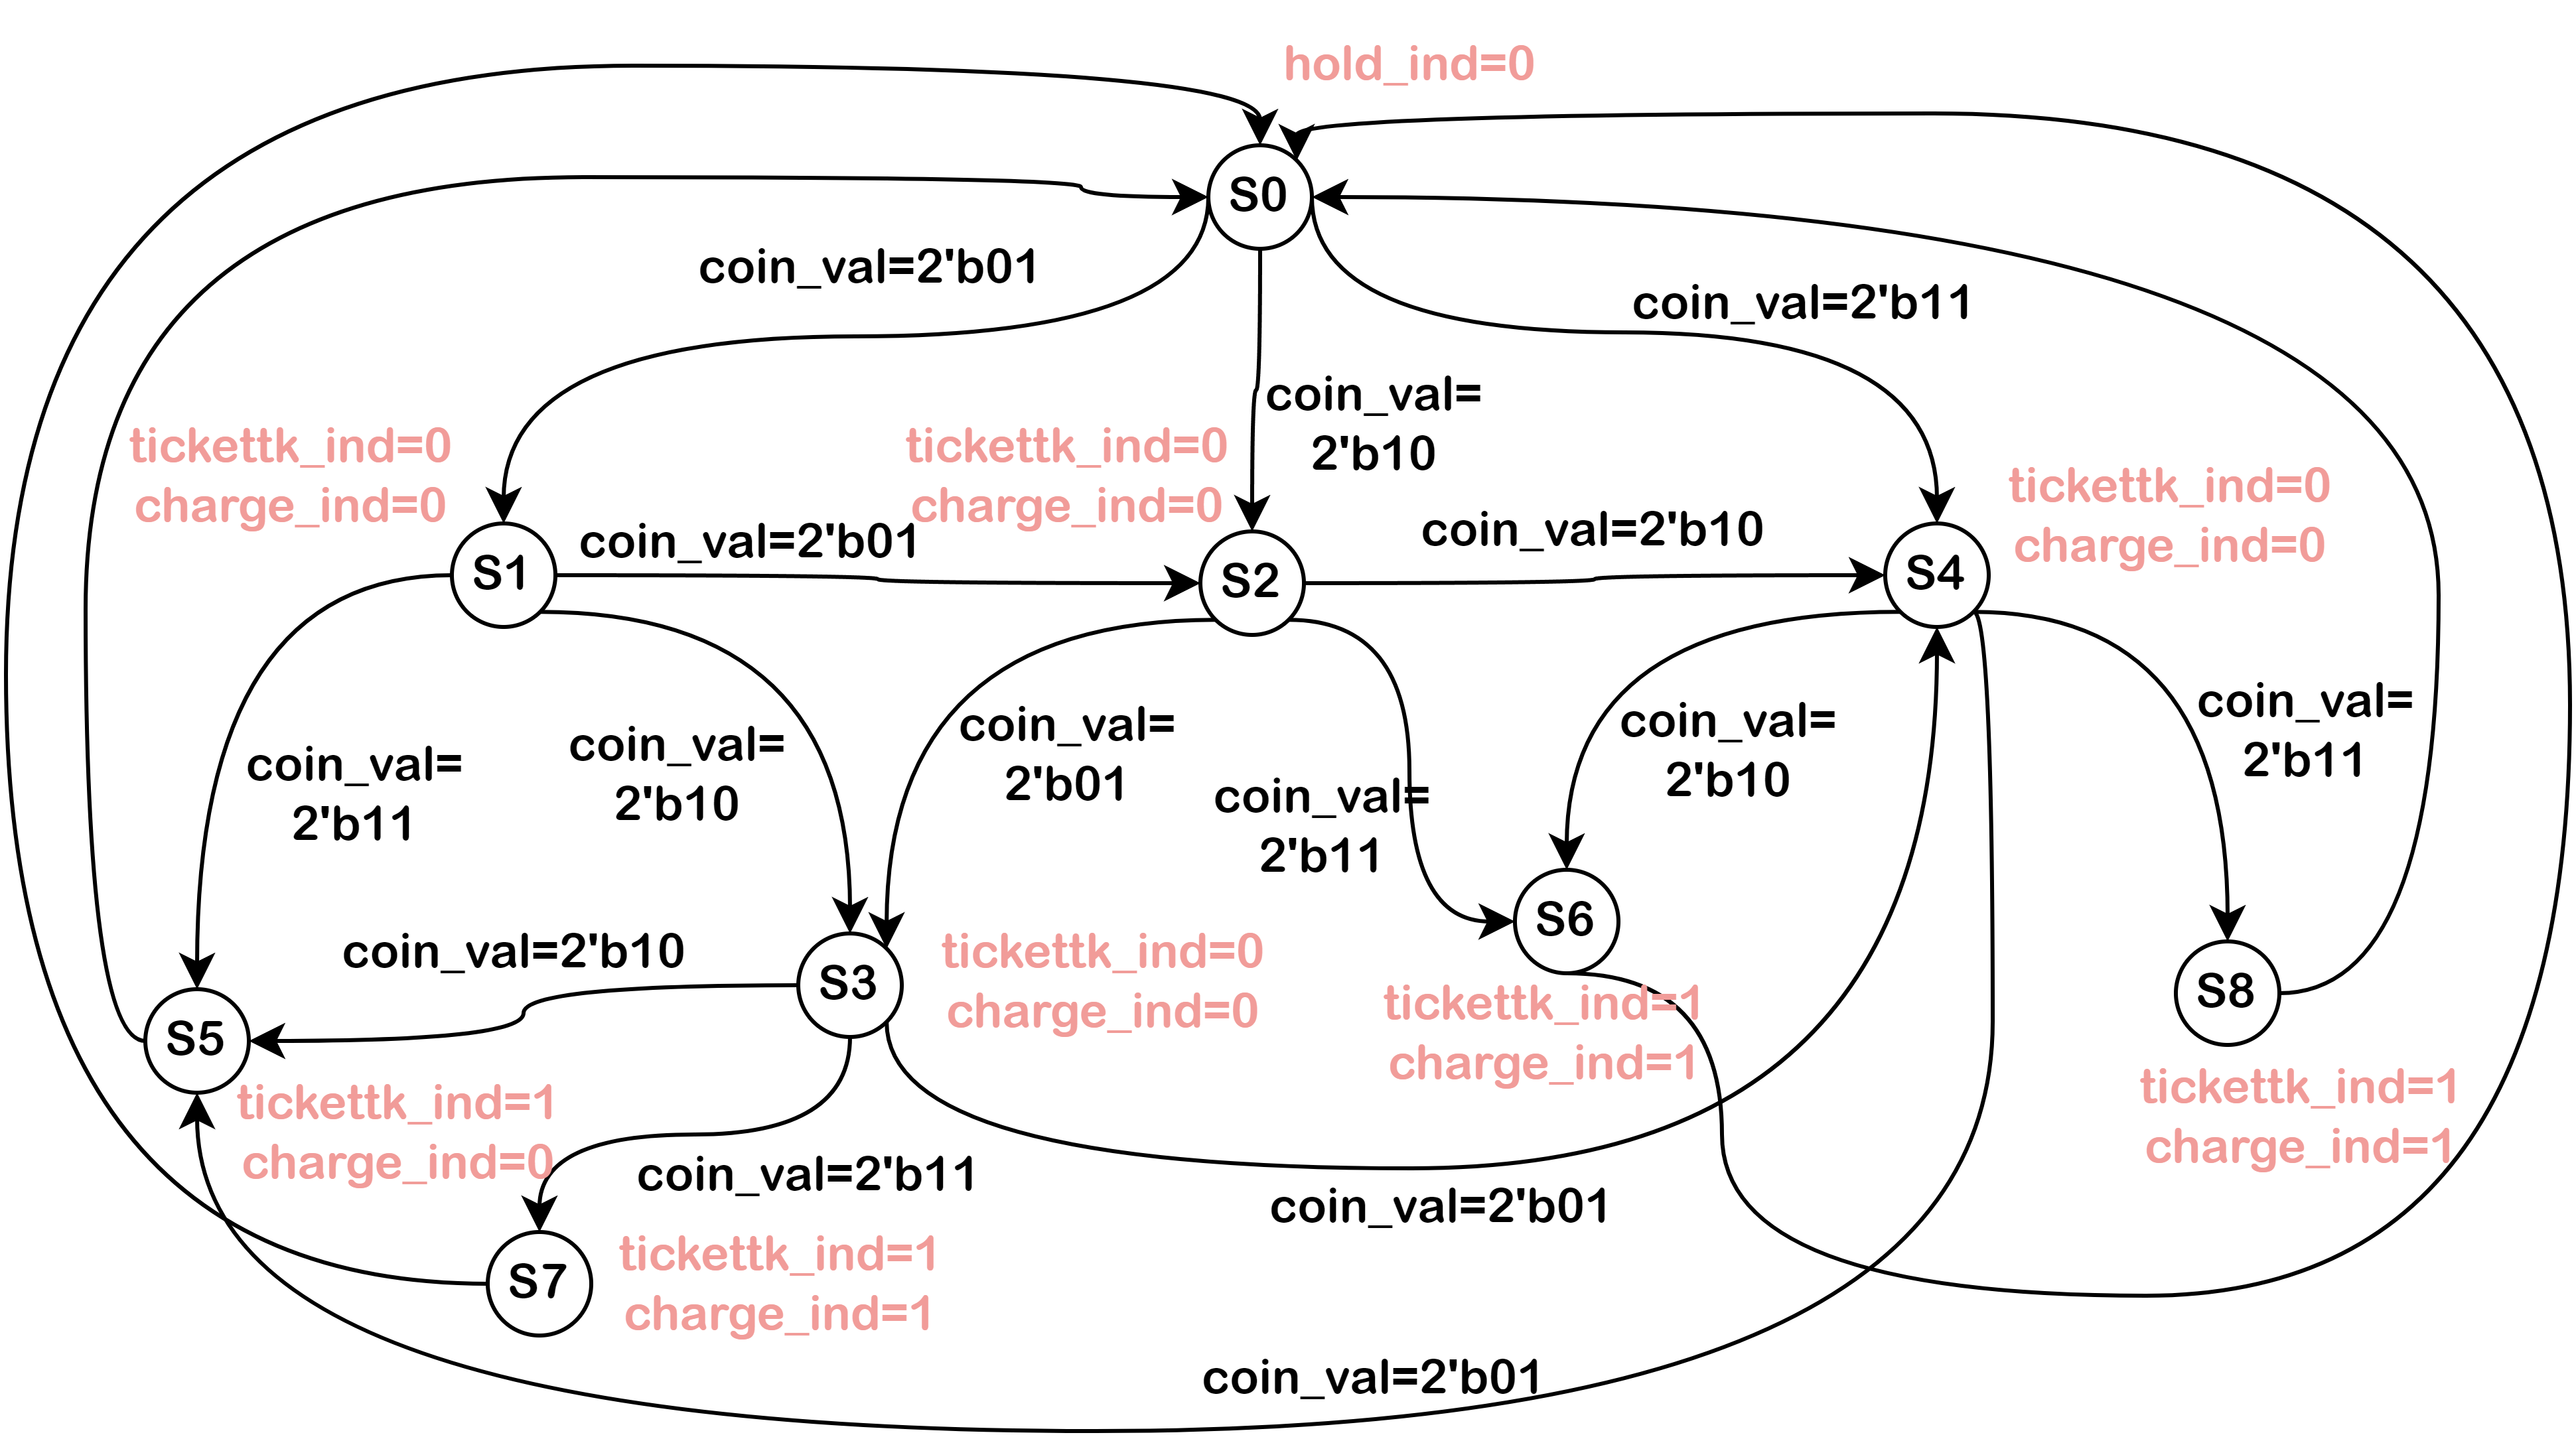 hold_ind=0
S0
coin_val=2'b01
coin_val=2'b11
coin_val=
2'b10
tickettk_ind=0
charge_ind=0
tickettk_ind=0
charge_ind=0
tickettk_ind=0
charge_ind=0
S1
coin_val=2'b01
S2
coin_val=2'b10
S4
coin_val=
2'b11
coin_val=
2'b10
coin_val=
2'b01
coin_val=
2'b11
coin_val=
2'b10
coin_val=
2'b11
coin_val=2'b10
S3
tickettk_ind=0
charge_ind=0
S6
tickettk_ind=1
charge_ind=1
S8
tickettk_ind=1
charge_ind=1
S5
tickettk_ind=1
charge_ind=0
coin_val=2'b11
coin_val=2'b01
S7
tickettk_ind=1
charge_ind=1
coin_val=2'b01